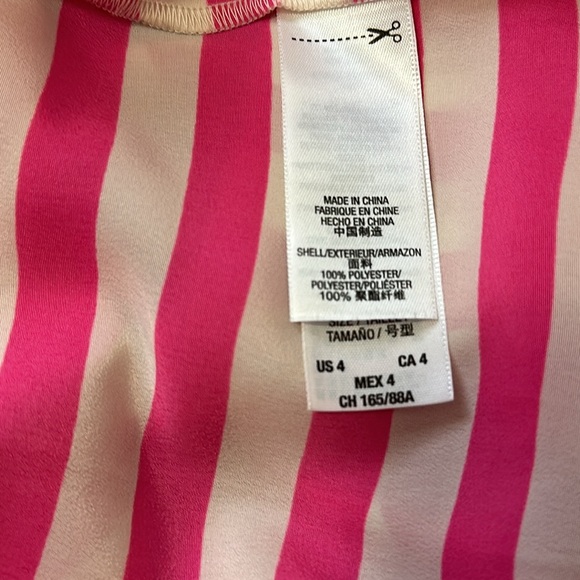 MADE IN CHINA
FABRIQUE EN CHINE
HECHO EN CHINA
中国制造
SHELL/EXTERIEUR/ARMAZON
面料
100% POLYESTER/
POLYESTER/POLIÉSTER
100% 聚酯纤维
SIZE / TAILLE /
TAMAÑO / 号型
US 4 CA 4
MEX 4
CH 165/88A